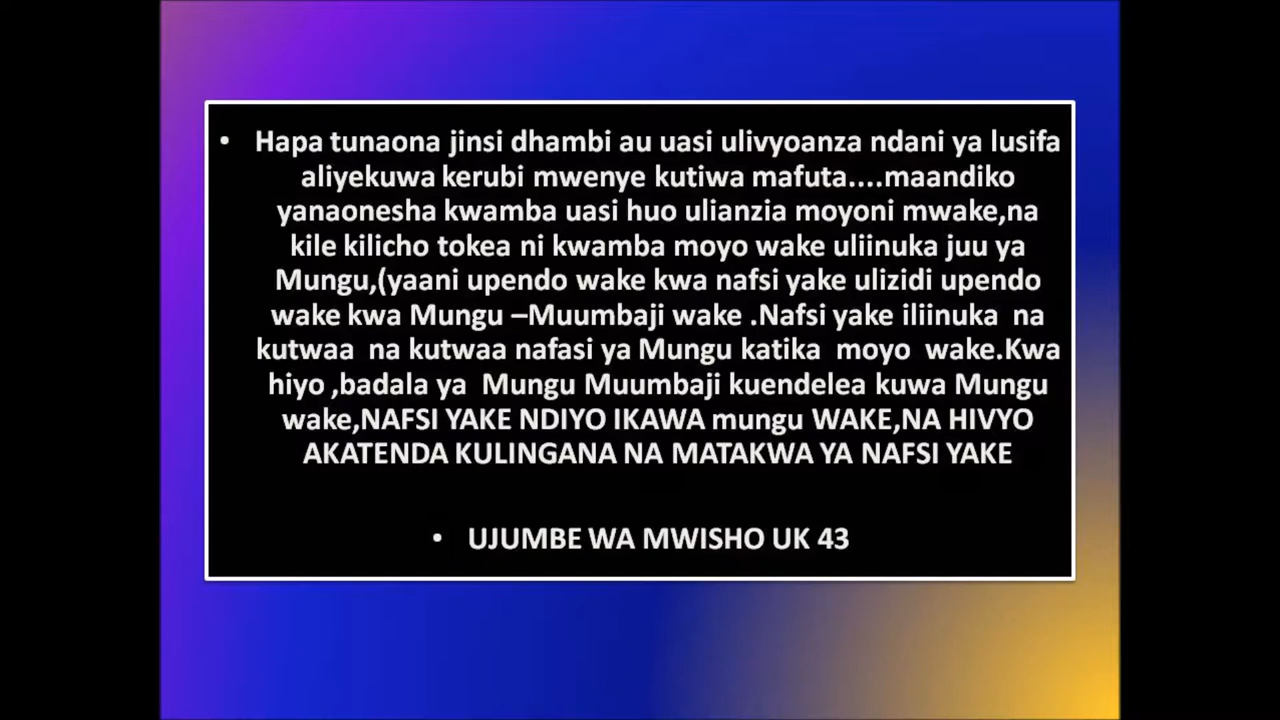 • Hapa tunaona jinsi dhambi au uasi ulivyoanza ndani ya lusifa
aliyekuwa kerubi mwenye kutiwa mafuta....maandiko
yanaonesha kwamba uasi huo ulianzia moyoni mwake,na
kile kilicho tokea ni kwamba moyo wake uliinuka juu ya
Mungu,(yaani upendo wake kwa nafsi yake ulizidi upendo
wake kwa Mungu –Muumbaji wake .Nafsi yake iliinuka na
kutwaa na kutwaa nafasi ya Mungu katika moyo wake.Kwa
hiyo ,badala ya Mungu Muumbaji kuendelea kuwa Mungu
wake,NAFSI YAKE NDIYO IKAWA mungu WAKE,NA HIVYO
AKATENDA KULINGANA NA MATAKWA YA NAFSI YAKE
• UJUMBE WA MWISHO UK 43